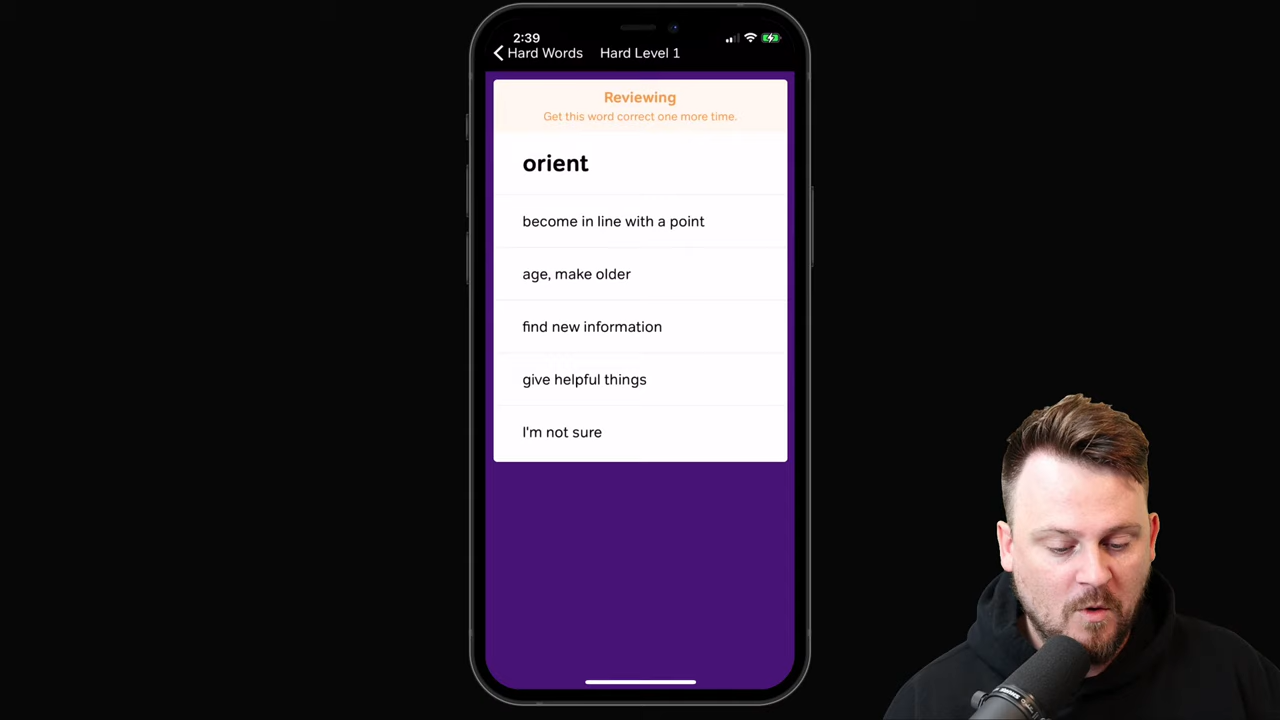 2:39
Hard Words Hard Level 1
Reviewing
Get this word correct one more time.
orient
become in line with a point
age, make older
find new information
give helpful things
I'm not sure